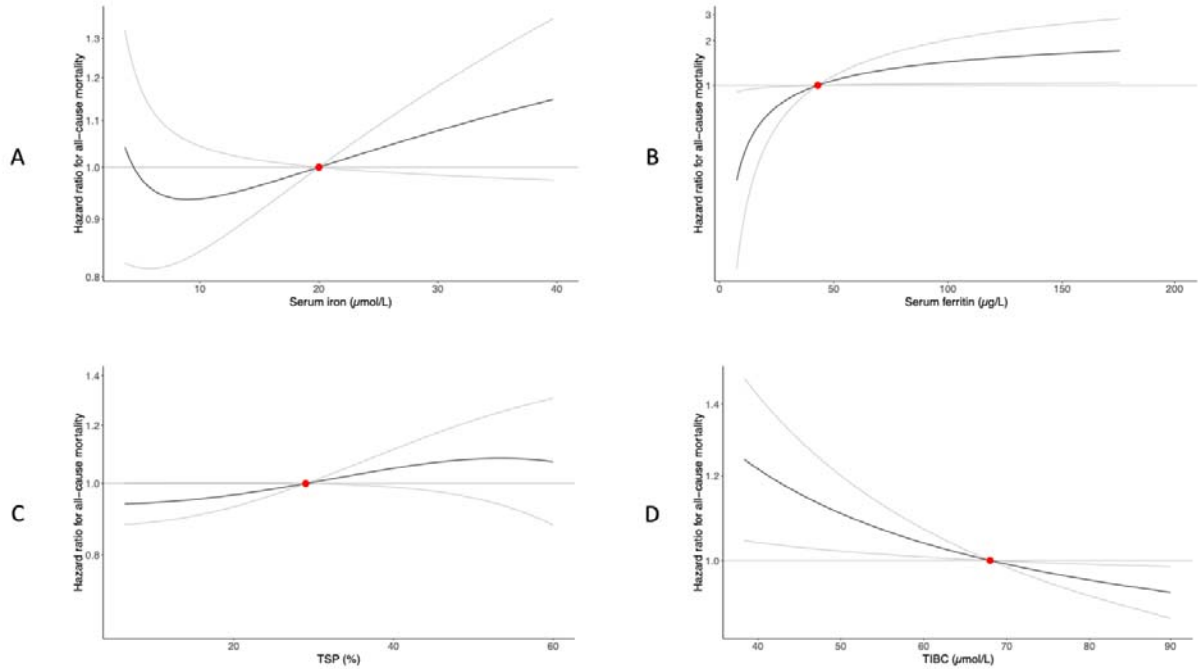 A
Hazard ratio for all-cause mortality
1.3
1.2
1.1
1.0
0.9
0.8
10
20
30
40
Serum iron (µmol/L)
B
Hazard ratio for all-cause mortality
3
2
1
0
50
100
150
200
Serum ferritin (µg/L)
C
Hazard ratio for all-cause mortality
1.4
1.2
1.0
0.8
20
40
60
TSP (%)
D
Hazard ratio for all-cause mortality
1.4
1.2
1.0
40
50
60
70
80
90
TIBC (µmol/L)